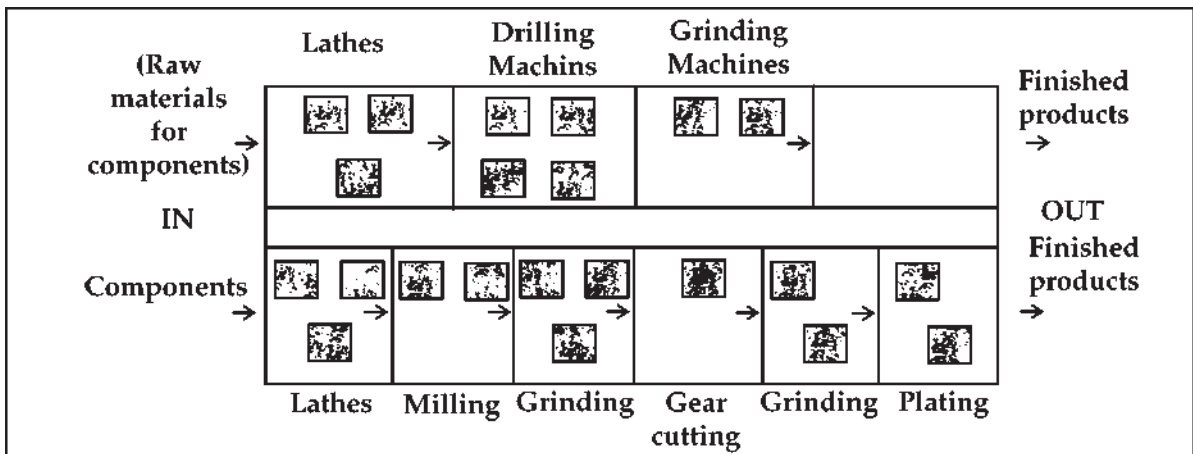 Lathes
Drilling
Machins
Grinding
Machines
(Raw
materials
for
components)
Finished
products
IN
OUT
Finished
products
Components
Lathes
Milling
Grinding
Gear
cutting
Grinding
Plating